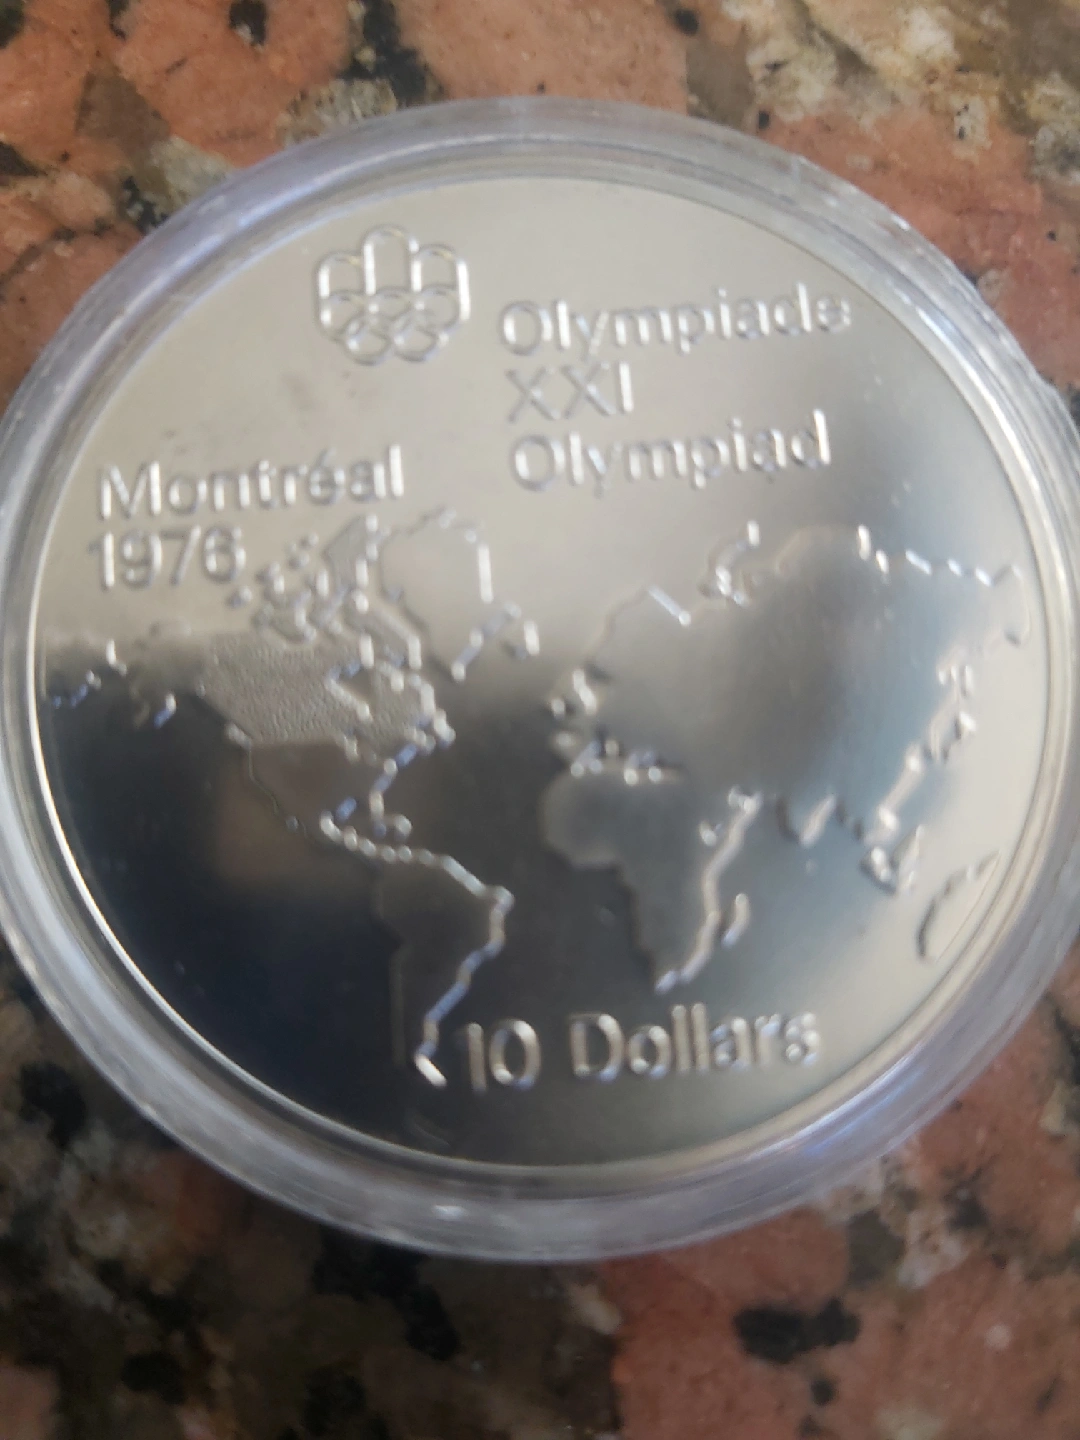 Olympiade
XXI
Olympiad
Montréal
1976
10 Dollars